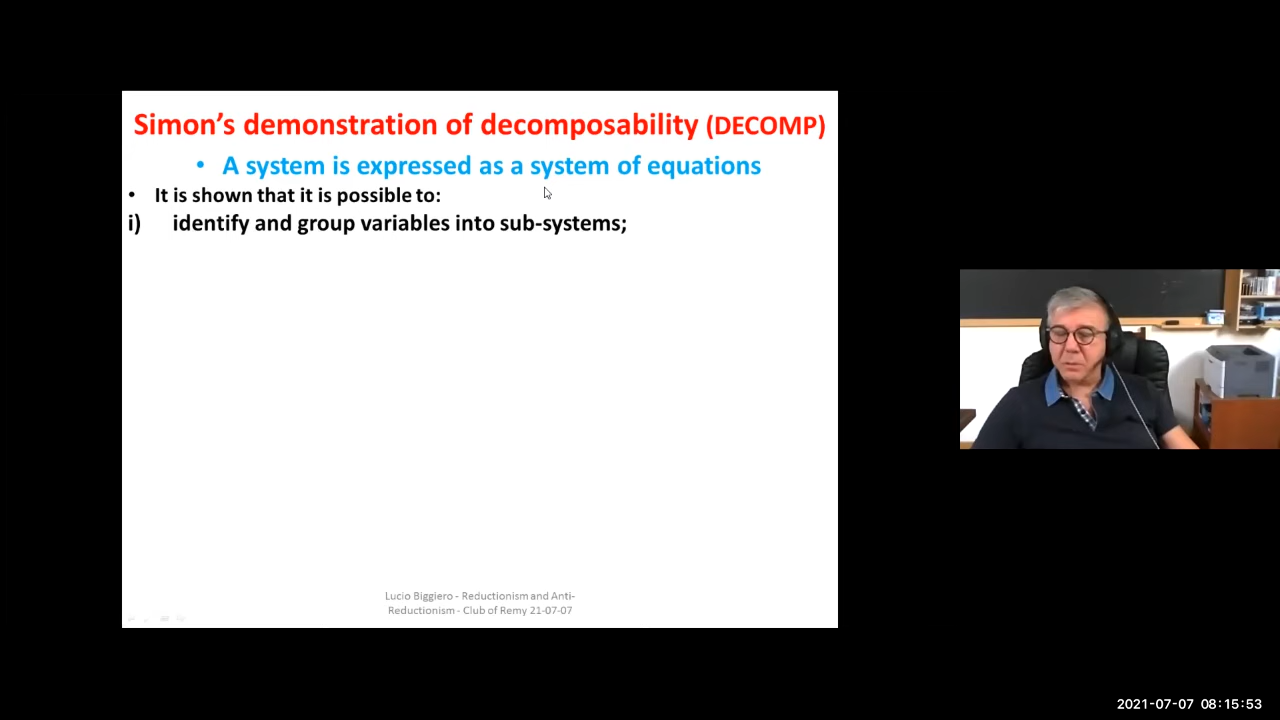 Simon's demonstration of decomposability (DECOMP)
• A system is expressed as a system of equations
• It is shown that it is possible to:
i) identify and group variables into sub-systems;
Lucio Biggiero - Reductionism and Anti-
Reductionism - Club of Remy 21-07-07
2021-07-07 08:15:53